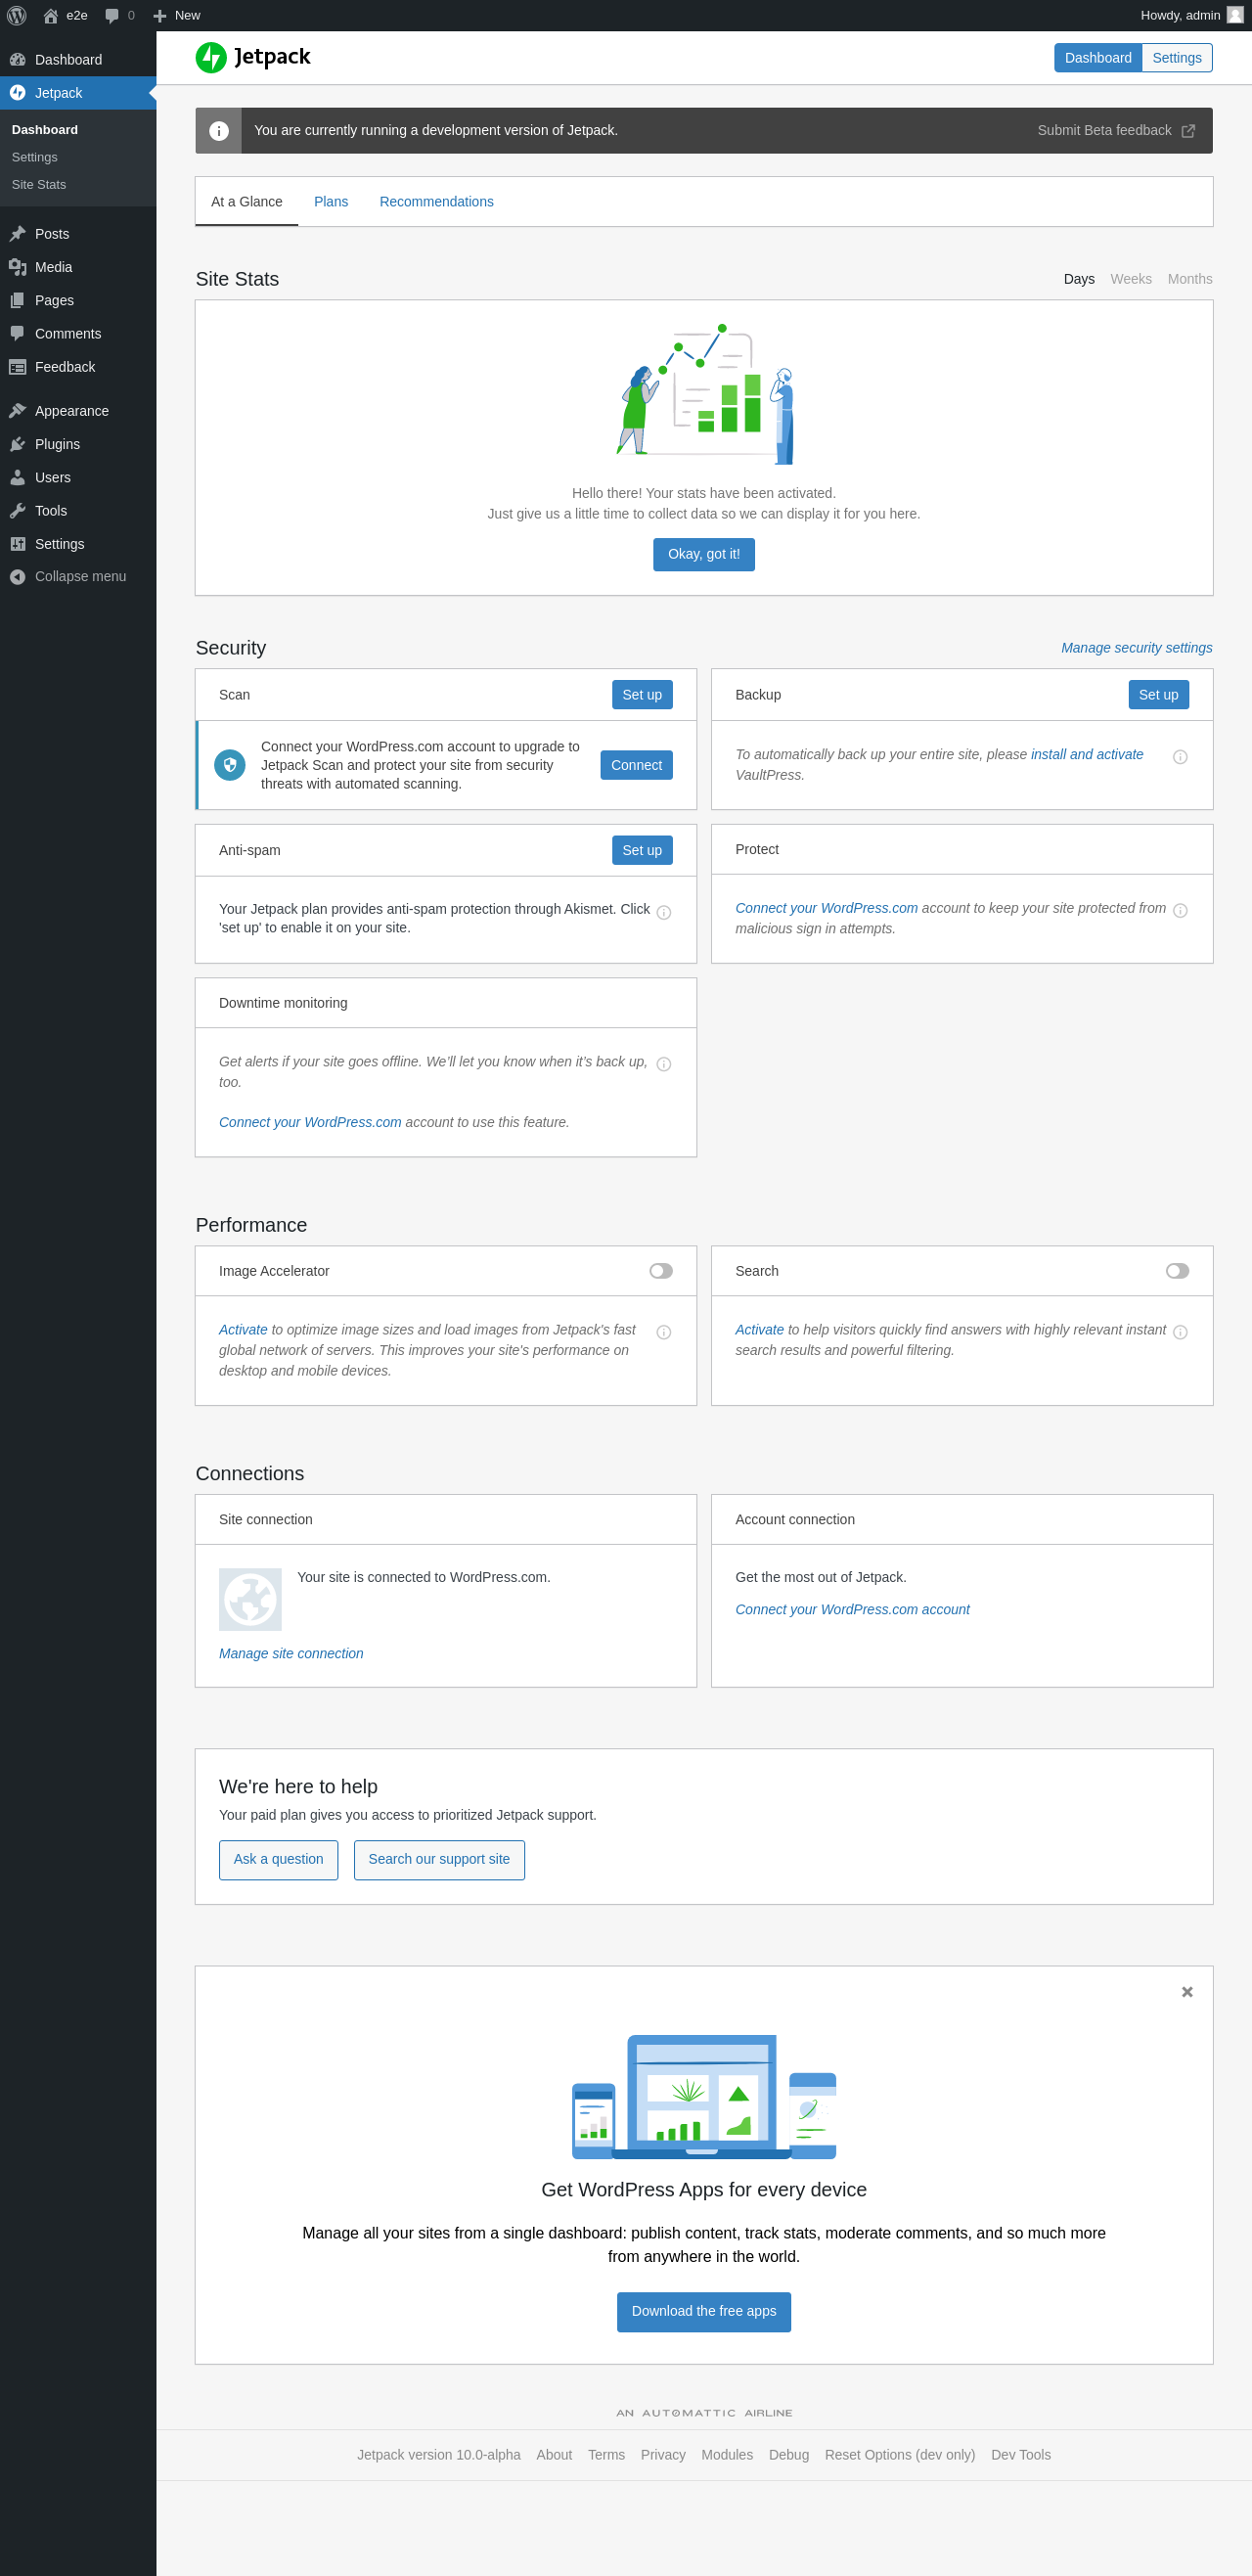 e2e
0
New
Howdy, admin
Dashboard
Jetpack
Dashboard
Settings
Site Stats
Posts
Media
Pages
Comments
Feedback
Appearance
Plugins
Users
Tools
Settings
Collapse menu
Jetpack
Dashboard
Settings
You are currently running a development version of Jetpack.
Submit Beta feedback
At a Glance
Plans
Recommendations
Site Stats
Days
Weeks
Months
Hello there! Your stats have been activated.
Just give us a little time to collect data so we can display it for you here.
Okay, got it!
Security
Manage security settings
Scan
Set up
Connect your WordPress.com account to upgrade to
Jetpack Scan and protect your site from security
threats with automated scanning.
Connect
Backup
Set up
To automatically back up your entire site, please install and activate
VaultPress.
Anti-spam
Set up
Your Jetpack plan provides anti-spam protection through Akismet. Click
'set up' to enable it on your site.
Protect
Connect your WordPress.com account to keep your site protected from
malicious sign in attempts.
Downtime monitoring
Get alerts if your site goes offline. We’ll let you know when it’s back up,
too.
Connect your WordPress.com account to use this feature.
Performance
Image Accelerator
Activate to optimize image sizes and load images from Jetpack's fast
global network of servers. This improves your site's performance on
desktop and mobile devices.
Search
Activate to help visitors quickly find answers with highly relevant instant
search results and powerful filtering.
Connections
Site connection
Your site is connected to WordPress.com.
Manage site connection
Account connection
Get the most out of Jetpack.
Connect your WordPress.com account
We're here to help
Your paid plan gives you access to prioritized Jetpack support.
Ask a question
Search our support site
Get WordPress Apps for every device
Manage all your sites from a single dashboard: publish content, track stats, moderate comments, and so much more
from anywhere in the world.
Download the free apps
AN AUTOMATTIC AIRLINE
Jetpack version 10.0-alpha
About
Terms
Privacy
Modules
Debug
Reset Options (dev only)
Dev Tools